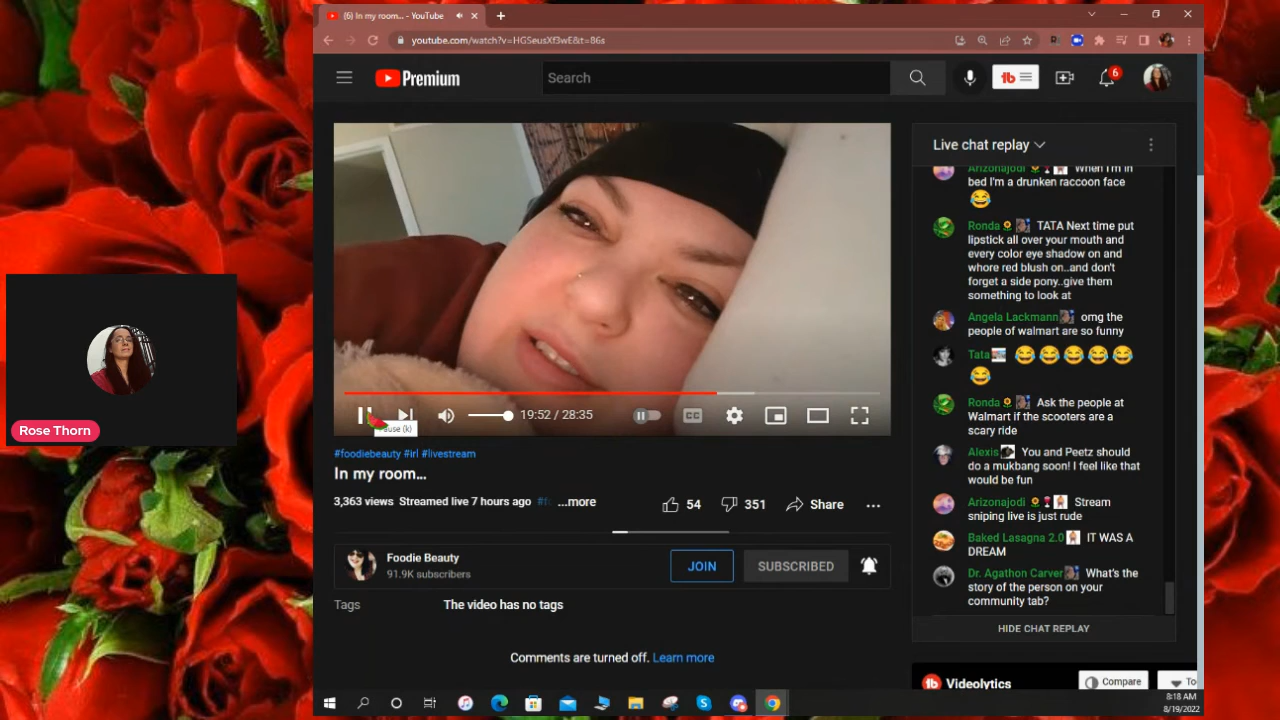 (6) In my room... - YouTube
youtube.com/watch?v=HGSeusXf3wE&t=86s
Premium
Search
tb
6
Live chat replay
Arizonajodi When I'm in
bed I'm a drunken raccoon face
Ronda TATA Next time put
lipstick all over your mouth and
every color eye shadow on and
whore red blush on..and don't
forget a side pony..give them
something to look at
Angela Lackmann omg the
people of walmart are so funny
Tata
Ronda Ask the people at
Walmart if the scooters are a
scary ride
Alexis You and Peetz should
do a mukbang soon! I feel like that
would be fun
Arizonajodi Stream
sniping live is just rude
Baked Lasagna 2.0 IT WAS A
DREAM
Dr. Agathon Carver What's the
story of the person on your
community tab?
HIDE CHAT REPLAY
Rose Thorn
19:52 / 28:35
CC
(k)
#foodiebeauty #irl #livestream
In my room...
3,363 views Streamed live 7 hours ago ...more
54
351
Share
Foodie Beauty
91.9K subscribers
JOIN
SUBSCRIBED
Tags
The video has no tags
Comments are turned off. Learn more
tb Videolytics
Compare
To
8:18 AM
8/19/2022